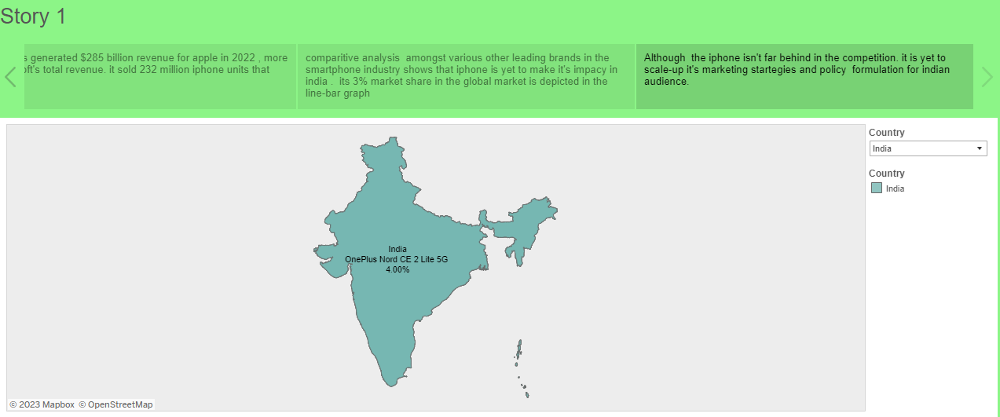 Story 1
s generated $285 billion revenue for apple in 2022 , more
oft's total revenue. it sold 232 million iphone units that
comparitive analysis  amongst various other leading brands in the
smartphone industry shows that iphone is yet to make it's impacy in
india .  its 3% market share in the global market is depicted in the
line-bar graph
Although  the iphone isn't far behind in the competition. it is yet to
scale-up it's marketing startegies and policy  formulation for indian
audience.
India
OnePlus Nord CE 2 Lite 5G
4.00%
Country
India
Country
India
© 2023 Mapbox © OpenStreetMap